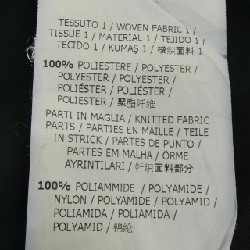 TESSUTO 1 / WOVEN FABRIC 1 /
TISSUE 1 / MATERIAL 1 / TEJIDO 1 /
TECIDO 1 / KUMAŞ 1 / 梭织面料 1
100% POLIESTERE / POLYESTER /
POLYESTER / POLYESTER /
POLIÉSTER / POLIÉSTER /
POLIESTER / 聚酯纤维
PARTI IN MAGLIA / KNITTED FABRIC
PARTS / PARTIES EN MAILLE / TEILE
IN STRICK / PARTES DE PUNTO /
PARTES EM MALHA / ÖRME
AYRINTILARI / 针织面料部分
100% POLIAMMIDE / POLYAMIDE /
NYLON / POLYAMIDE / POLYAMID /
POLIAMIDA / POLIAMIDA /
POLYAMID / 锦纶